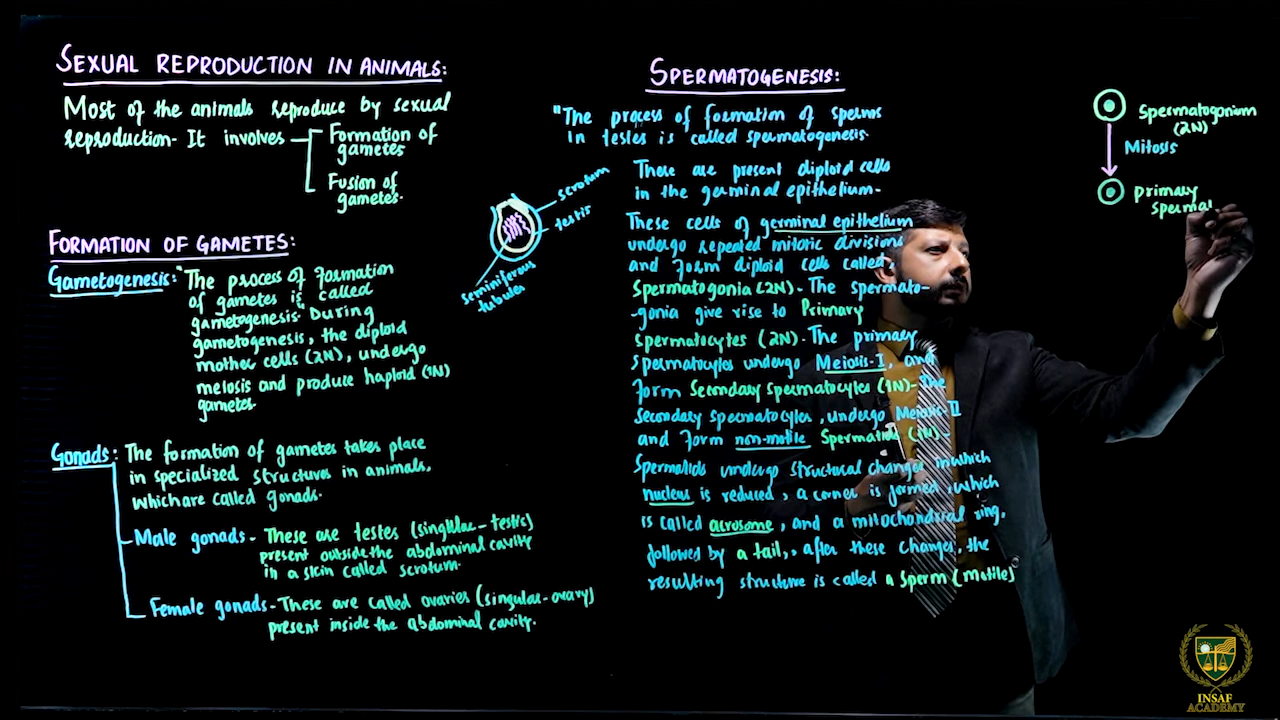 SEXUAL REPRODUCTION IN ANIMALS:
Most of the animals reproduce by sexual
reproduction. It involves
Formation of
gametes
Fusion of
gametes.
FORMATION OF GAMETES:
Gametogenesis: "The process of formation
of gametes is called
gametogenesis." During
gametogenesis, the diploid
mother cells (2N), undergo
meiosis and produce haploid (1N)
gametes.
Gonads: The formation of gametes takes place
in specialized structures in animals,
which are called gonads.
Male gonads - These are testes (singular - testis)
present outside the abdominal cavity
in a skin called scrotum.
Female gonads - These are called ovaries (singular - ovary)
present inside the abdominal cavity.
scrotum
testis
seminiferous
tubules
SPERMATOGENESIS:
"The process of formation of sperms
in testes is called spermatogenesis.
There are present diploid cells
in the germinal epithelium.
These cells of germinal epithelium
undergo repeated mitotic divisions
and form diploid cells called,
Spermatogonia (2N). The spermato-
-gonia give rise to Primary
spermatocytes (2N). The primary
spermatocytes undergo Meiosis-I, and
form Secondary spermatocytes (1N). The
Secondary spermatocytes, undergo Meiosis-II
and form non-motile Spermatids (1N).
Spermatids undergo structural changes in which
nucleus is reduced, a corner is formed, which
is called acrosome, and a mitochondrial ring,
followed by a tail, after these changes, the
resulting structure is called a Sperm (Motile)
Spermatogonium
(2N)
Mitosis
primary
spermat
INSAF
ACADEMY